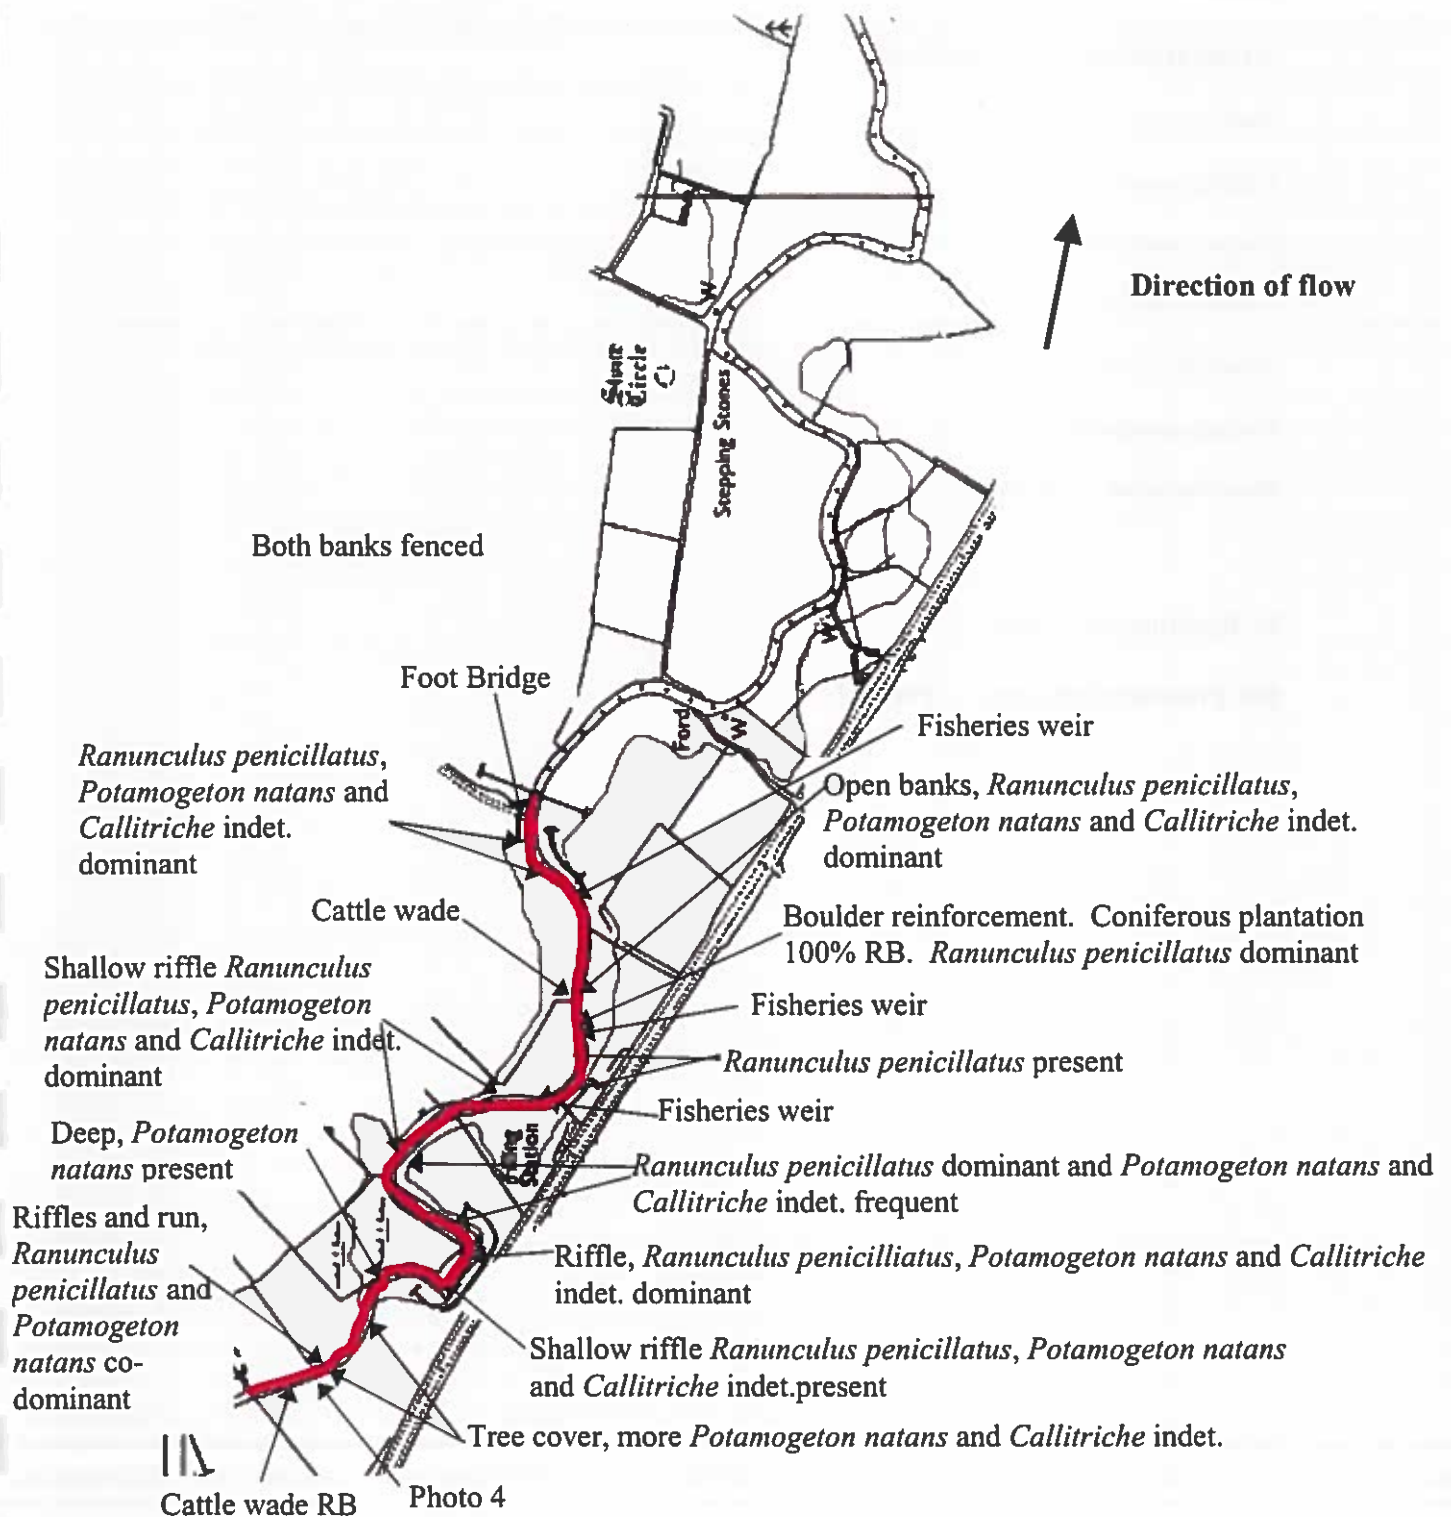 Direction of flow
Stone
Circle
Stepping Stones
W
Both banks fenced
W
Foot Bridge
Ford
W
Fisheries weir
Ranunculus penicillatus,
Potamogeton natans and
Callitriche indet.
dominant
Open banks, Ranunculus penicillatus,
Potamogeton natans and Callitriche indet.
dominant
Cattle wade
Boulder reinforcement. Coniferous plantation
100% RB. Ranunculus penicillatus dominant
Shallow riffle Ranunculus
penicillatus, Potamogeton
natans and Callitriche indet.
dominant
Fisheries weir
Ranunculus penicillatus present
Fisheries weir
Deep, Potamogeton
natans present
Station
Ranunculus penicillatus dominant and Potamogeton natans and
Callitriche indet. frequent
Riffles and run,
Ranunculus
penicillatus and
Potamogeton
natans co-
dominant
Riffle, Ranunculus penicilliatus, Potamogeton natans and Callitriche
indet. dominant
Shallow riffle Ranunculus penicillatus, Potamogeton natans
and Callitriche indet.present
Tree cover, more Potamogeton natans and Callitriche indet.
Cattle wade RB
Photo 4